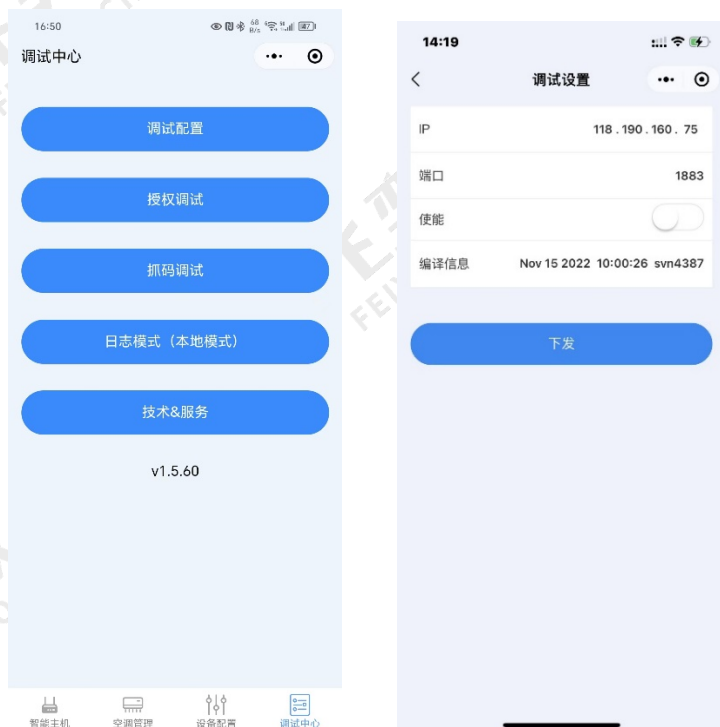 16:50
调试中心
调试配置
授权调试
抓码调试
日志模式（本地模式）
技术&服务
v1.5.60
智能主机
空调管理
设备配置
调试中心
14:19
调试设置
IP
118 . 190 . 160 . 75
端口
1883
使能
编译信息
Nov 15 2022 10:00:26 svn4387
下发